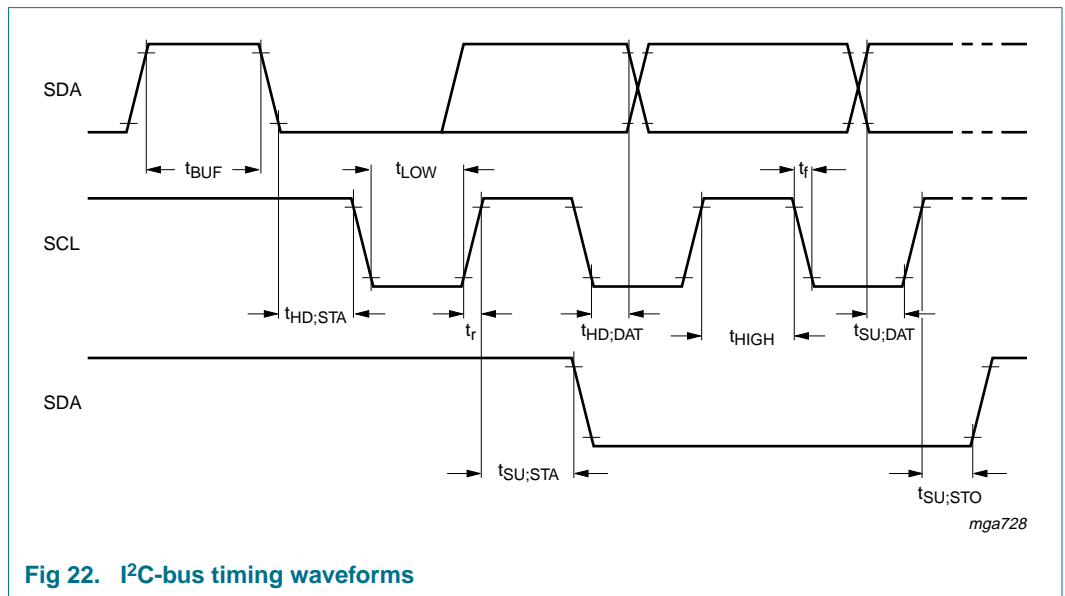 SDA
tBUF
tLOW
tf
SCL
tHD;STA
tr
tHD;DAT
tHIGH
tSU;DAT
SDA
tSU;STA
tSU;STO
mga728
Fig 22. I²C-bus timing waveforms